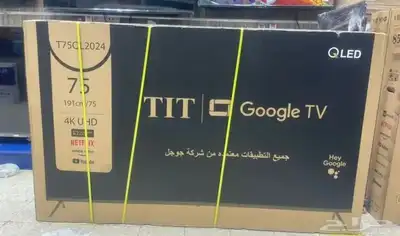 T75CL2024
75
191cm/75
4K UHD
NETFLIX
YouTube
QLED
TIT
Google TV
جميع التطبيقات معتمده من شركة جوجل
Hey
Google